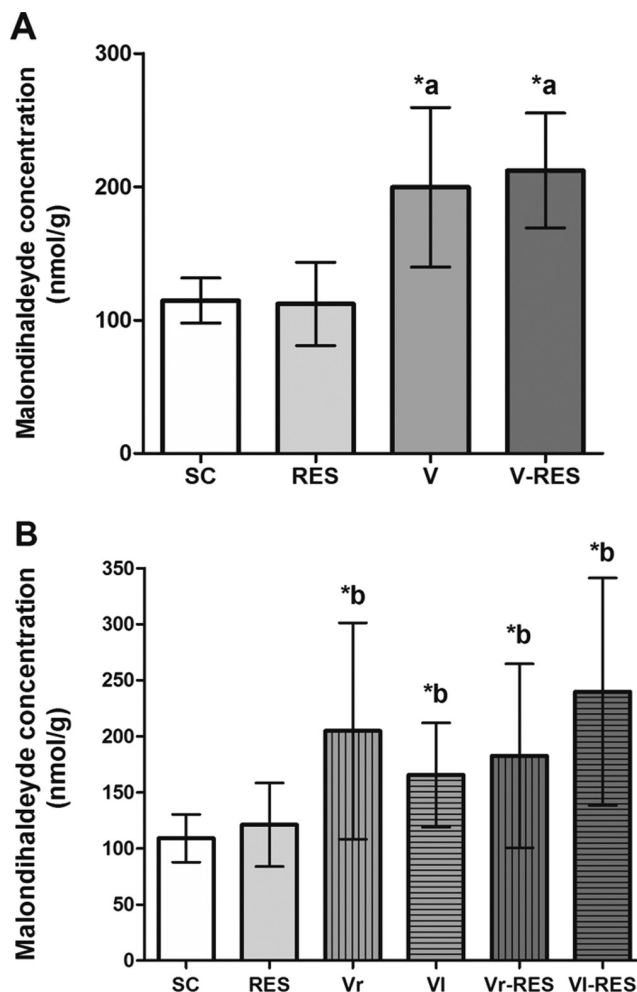 A
Malondihaldeyde concentration
(nmol/g)
300
200
100
0
*a
*a
SC
RES
V
V-RES
B
Malondihaldeyde concentration
(nmol/g)
350
300
250
200
150
100
50
0
*b
*b
*b
*b
SC
RES
Vr
Vl
Vr-RES
Vl-RES